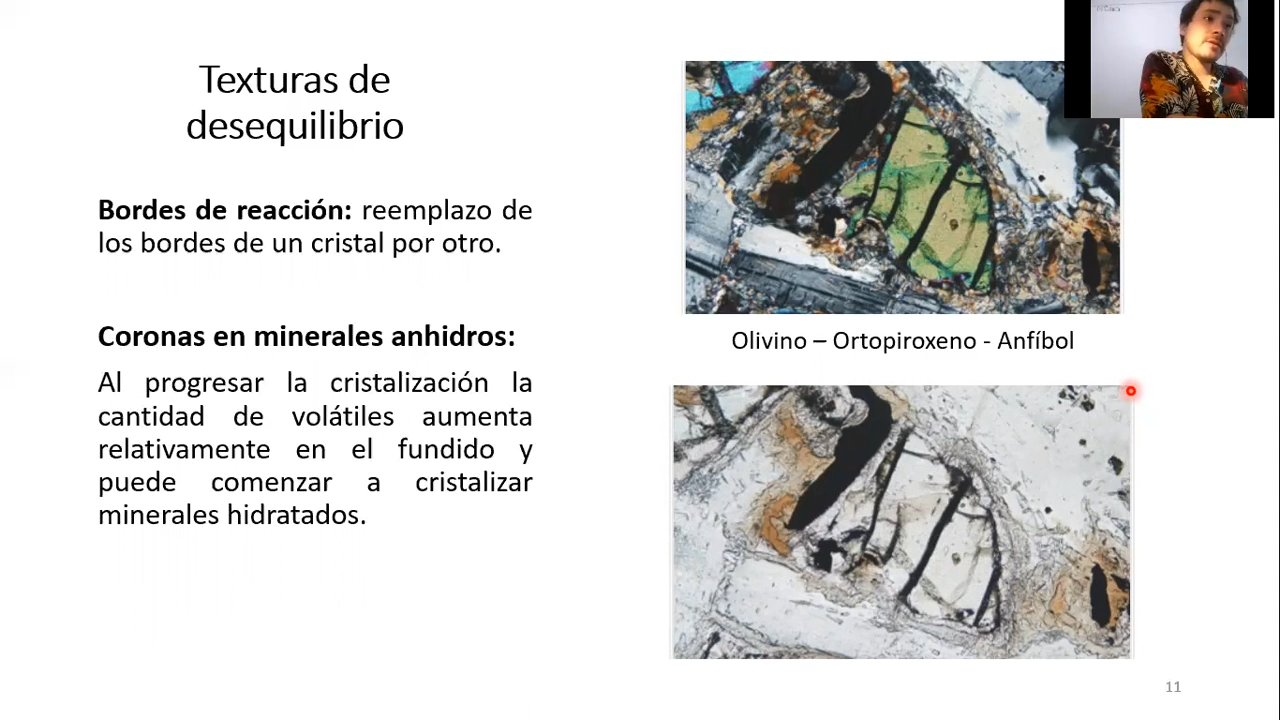 Texturas de
desequilibrio
Bordes de reacción: reemplazo de
los bordes de un cristal por otro.
Coronas en minerales anhidros:
Al progresar la cristalización la
cantidad de volátiles aumenta
relativamente en el fundido y
puede comenzar a cristalizar
minerales hidratados.
Olivino – Ortopiroxeno - Anfíbol
11